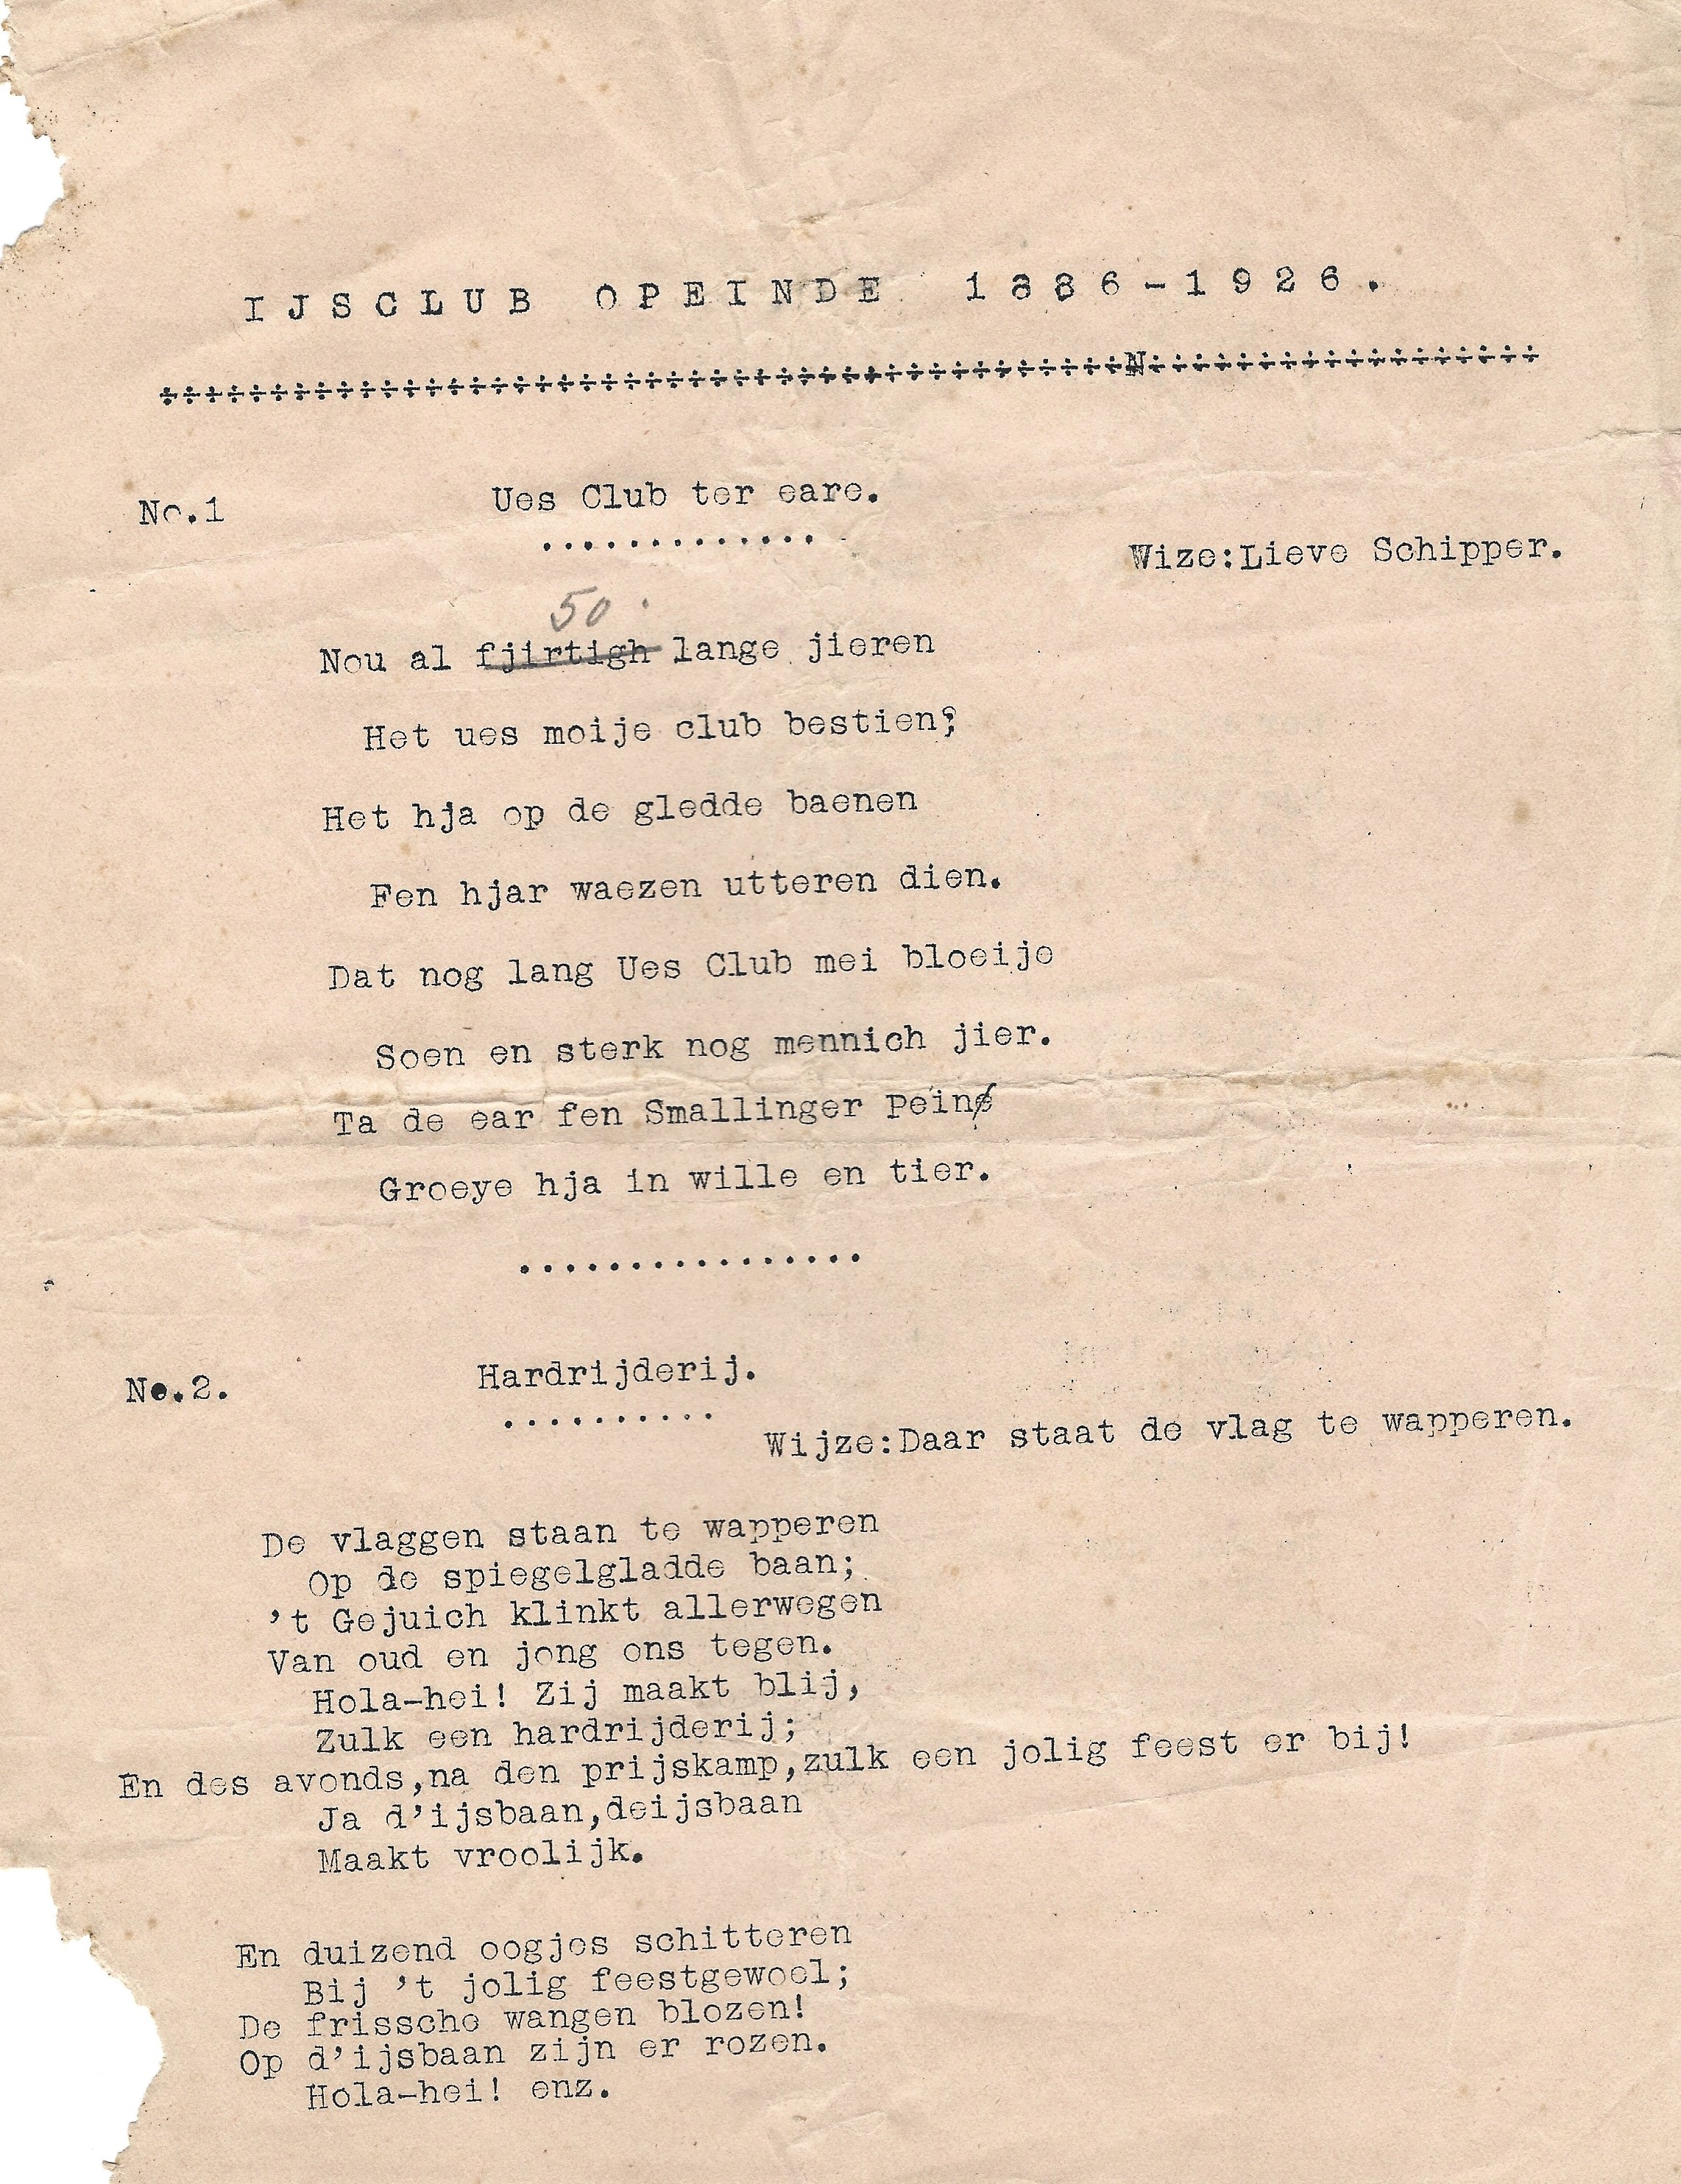 IJSCLUB OPEINDE 1886-1926.
÷÷÷÷÷÷÷÷÷÷÷÷÷÷÷÷÷÷÷÷÷÷÷÷÷÷÷÷÷÷÷÷÷÷÷÷÷÷÷÷÷÷÷÷N÷÷÷÷÷÷÷÷÷÷÷÷÷÷÷÷÷÷
No.1 Ues Club ter eare.
.............
Wize:Lieve Schipper.
50
Nou al fjirtigh lange jieren
Het ues moije club bestien;
Het hja op de gledde baenen
Fen hjar waezen utteren dien.
Dat nog lang Ues Club mei bloeije
Soen en sterk nog mennich jier.
Ta de ear fen Smallinger Peine
Groeye hja in wille en tier.
................
No.2. Hardrijderij.
..........
Wijze:Daar staat de vlag te wapperen.
De vlaggen staan te wapperen
Op de spiegelgladde baan;
't Gejuich klinkt allerwegen
Van oud en jong ons tegen.
Hola-hei! Zij maakt blij,
Zulk een hardrijderij;
En des avonds,na den prijskamp,zulk een jolig feest er bij!
Ja d'ijsbaan,deijsbaan
Maakt vroolijk.
En duizend oogjes schitteren
Bij 't jolig feestgewoel;
De frissche wangen blozen!
Op d'ijsbaan zijn er rozen.
Hola-hei! enz.